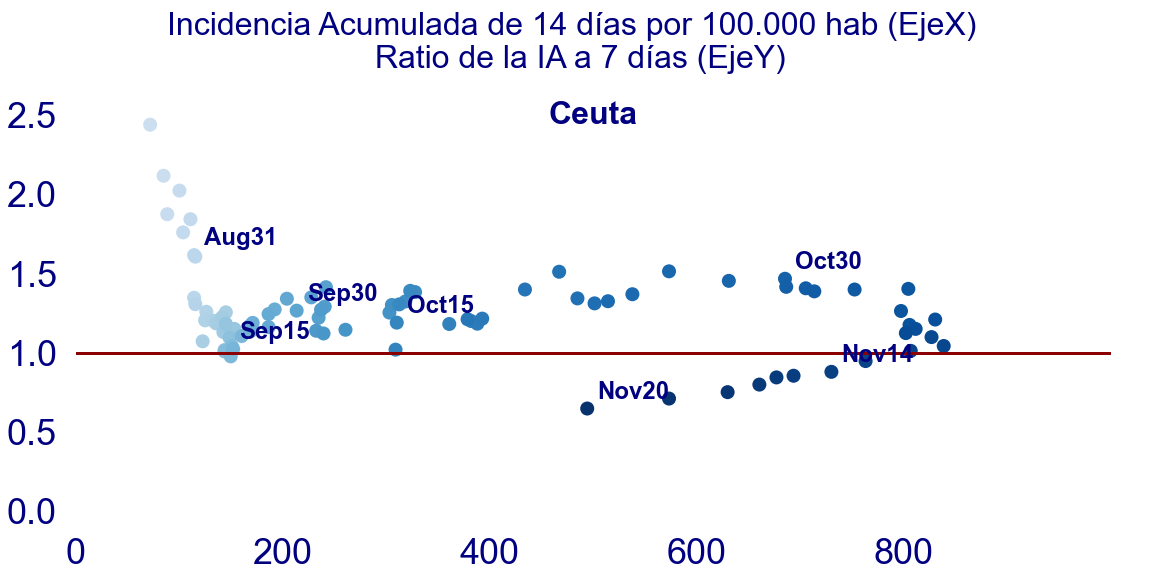 Incidencia Acumulada de 14 días por 100.000 hab (EjeX)
Ratio de la IA a 7 días (EjeY)
Ceuta
2.5
2.0
1.5
1.0
0.5
0.0
Aug31
Sep15
Sep30
Oct15
Oct30
Nov14
Nov20
0 200 400 600 800